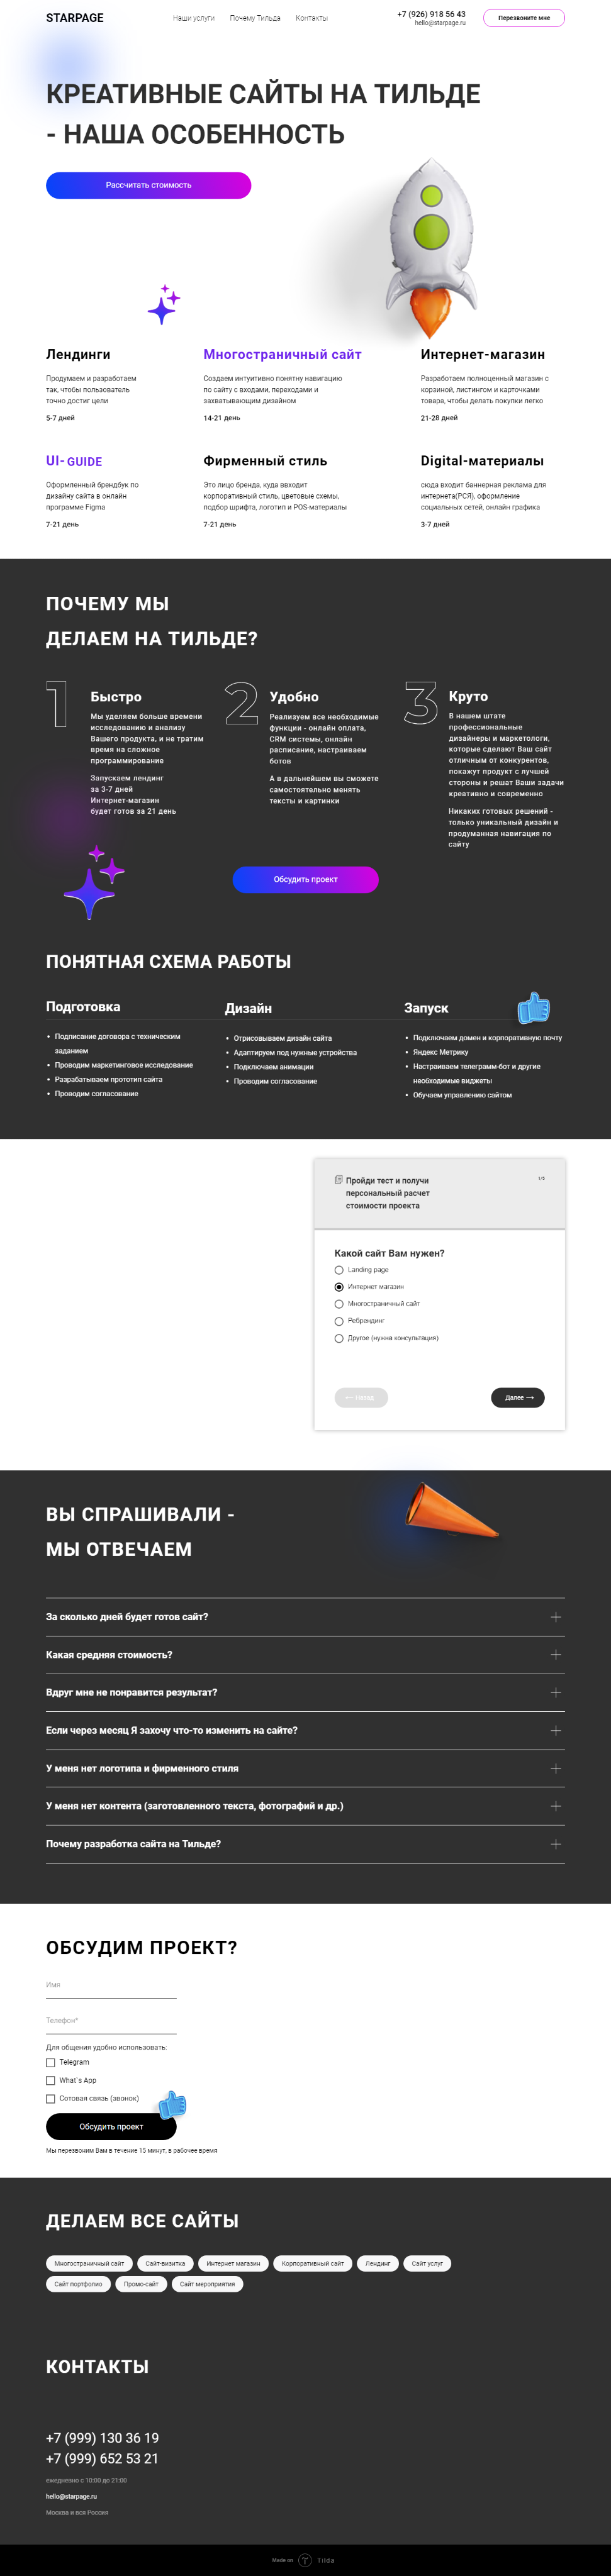 STARPAGE
Наши услуги
Почему Тильда
Контакты
+7 (926) 918 56 43
hello@starpage.ru
Перезвоните мне
КРЕАТИВНЫЕ САЙТЫ НА ТИЛЬДЕ
- НАША ОСОБЕННОСТЬ
Рассчитать стоимость
Лендинги
Продумаем и разработаем
так, чтобы пользователь
точно достиг цели
5-7 дней
Многостраничный сайт
Создаем интуитивно понятну навигацию
по сайту с входами, переходами и
захватывающим дизайном
14-21 день
Интернет-магазин
Разработаем полноценный магазин с
корзиной, листингом и карточками
товара, чтобы делать покупки легко
21-28 дней
UI- GUIDE
Оформленный брендбук по
дизайну сайта в онлайн
программе Figma
7-21 день
Фирменный стиль
Это лицо бренда, куда ввходит
корпоративный стиль, цветовые схемы,
подбор шрифта, логотип и POS-материалы
7-21 день
Digital-материалы
сюда входит баннерная реклама для
интернета(РСЯ), оформление
социальных сетей, онлайн графика
3-7 дней
ПОЧЕМУ МЫ
ДЕЛАЕМ НА ТИЛЬДЕ?
1
Быстро
Мы уделяем больше времени
исследованию и анализу
Вашего продукта, и не тратим
время на сложное
программирование
Запускаем лендинг
за 3-7 дней
Интернет-магазин
будет готов за 21 день
2
Удобно
Реализуем все необходимые
функции - онлайн оплата,
CRM системы, онлайн
расписание, настраиваем
ботов
А в дальнейшем вы сможете
самостоятельно менять
тексты и картинки
3
Круто
В нашем штате
профессиональные
дизайнеры и маркетологи,
которые сделают Ваш сайт
отличным от конкурентов,
покажут продукт с лучшей
стороны и решат Ваши задачи
креативно и современно
Никаких готовых решений -
только уникальный дизайн и
продуманная навигация по
сайту
Обсудить проект
ПОНЯТНАЯ СХЕМА РАБОТЫ
Подготовка
• Подписание договора с техническим
заданием
• Проводим маркетинговое исследование
• Разрабатываем прототип сайта
• Проводим согласование
Дизайн
• Отрисовываем дизайн сайта
• Адаптируем под нужные устройства
• Подключаем анимации
• Проводим согласование
Запуск
• Подключаем домен и корпоративную почту
• Яндекс Метрику
• Настраиваем телеграмм-бот и другие
необходимые виджеты
• Обучаем управлению сайтом
Пройди тест и получи
персональный расчет
стоимости проекта
1/5
Какой сайт Вам нужен?
Landing page
Интернет магазин
Многостраничный сайт
Ребрендинг
Другое (нужна консультация)
⟵ Назад
Далее ⟶
ВЫ СПРАШИВАЛИ -
МЫ ОТВЕЧАЕМ
За сколько дней будет готов сайт?
Какая средняя стоимость?
Вдруг мне не понравится результат?
Если через месяц Я захочу что-то изменить на сайте?
У меня нет логотипа и фирменного стиля
У меня нет контента (заготовленного текста, фотографий и др.)
Почему разработка сайта на Тильде?
ОБСУДИМ ПРОЕКТ?
Имя
Телефон*
Для общения удобно использовать:
Telegram
What`s App
Сотовая связь (звонок)
Обсудить проект
Мы перезвоним Вам в течение 15 минут, в рабочее время
ДЕЛАЕМ ВСЕ САЙТЫ
Многостраничный сайт
Сайт-визитка
Интернет магазин
Корпоративный сайт
Лендинг
Сайт услуг
Сайт портфолио
Промо-сайт
Сайт мероприятия
КОНТАКТЫ
+7 (999) 130 36 19
+7 (999) 652 53 21
ежедневно с 10:00 до 21:00
hello@starpage.ru
Москва и вся Россия
Made on Tilda